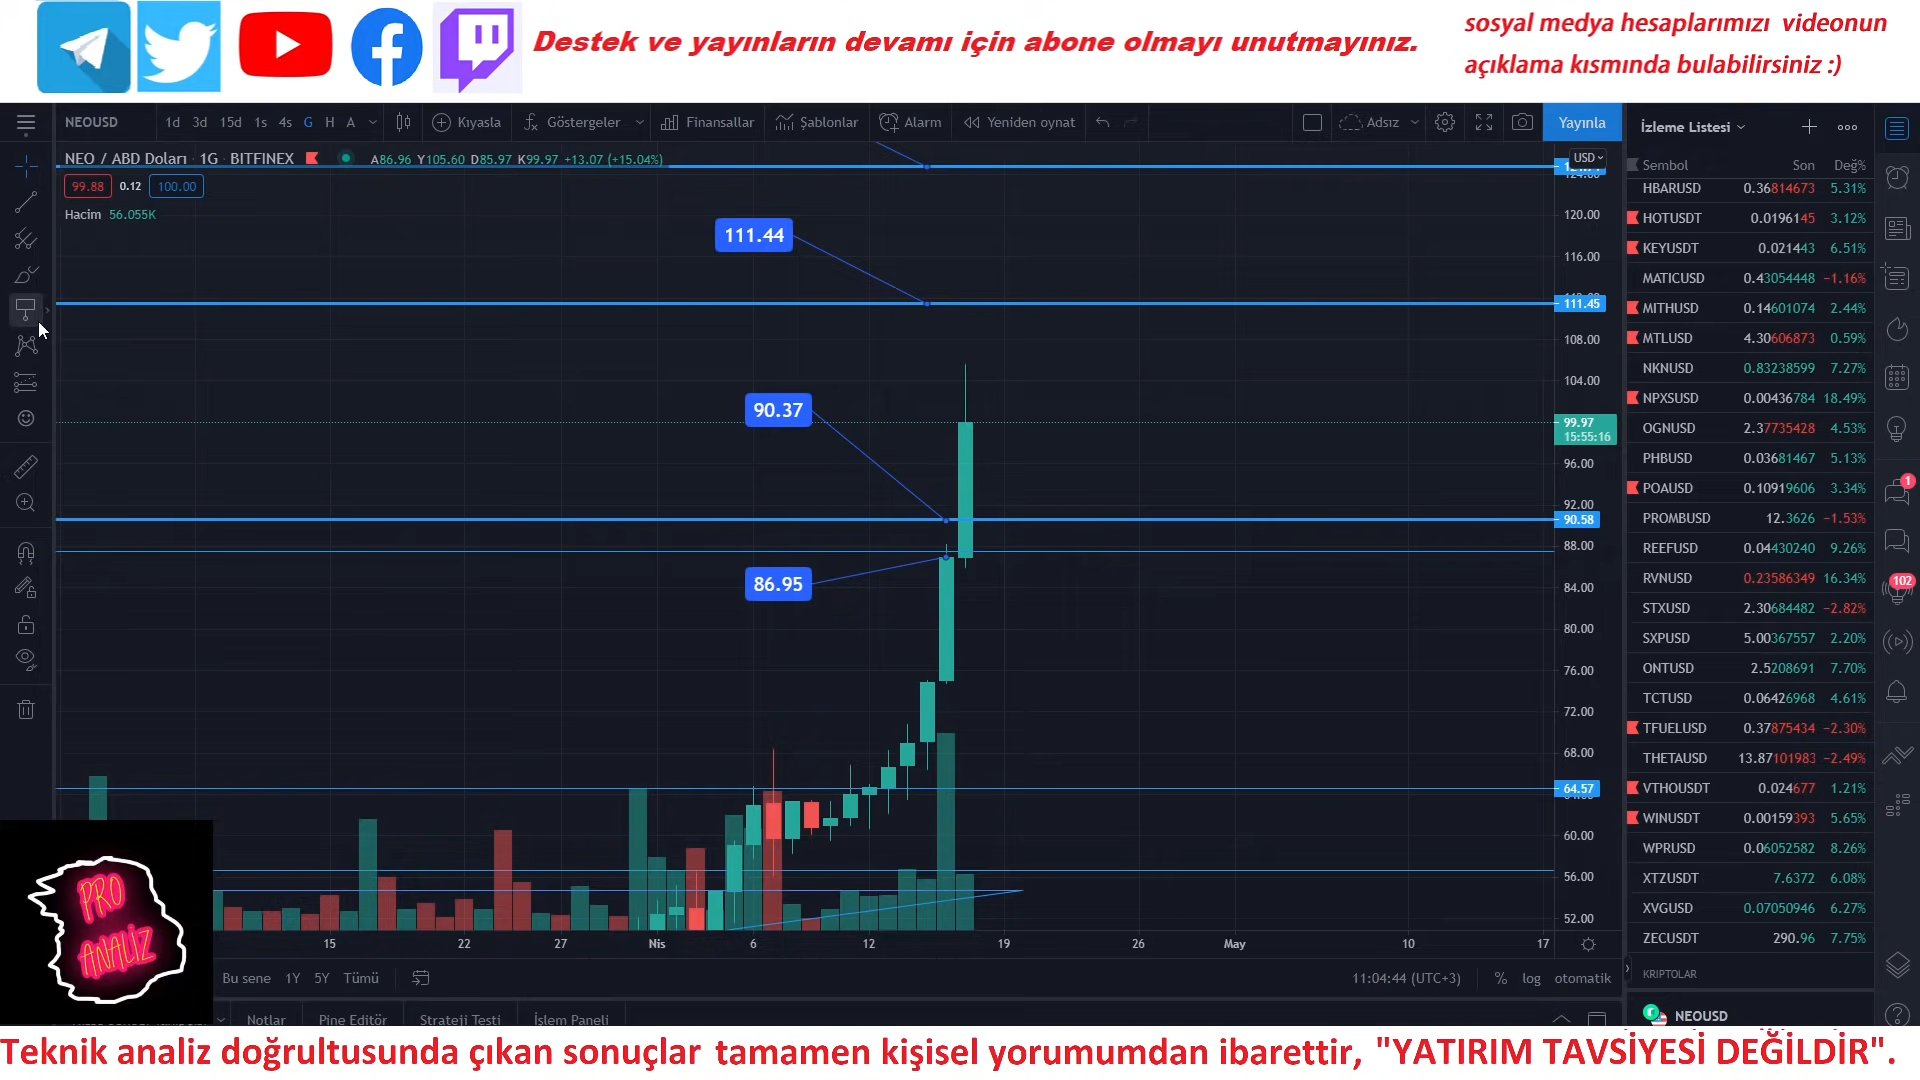 Destek ve yayınların devamı için abone olmayı unutmayınız.
sosyal medya hesaplarımızı videonun
açıklama kısmında bulabilirsiniz :)
NEOUSD 1d 3d 15d 1s 4s G H A Kıyasla Göstergeler Finansallar Şablonlar Alarm Yeniden oynat Adsız Yayınla
NEO / ABD Doları · 1G · BITFINEX A86.96 Y105.60 D85.97 K99.97 +13.07 (+15.04%)
99.88 0.12 100.00
Hacim 56.055K
USD
124.00
120.00
116.00
111.45
108.00
104.00
99.97
15:55:16
96.00
92.00
90.58
88.00
84.00
80.00
76.00
72.00
68.00
64.57
60.00
56.00
52.00
111.44
90.37
86.95
15 22 27 Nis 6 12 19 26 May 10 17
Bu sene 1Y 5Y Tümü 11:04:44 (UTC+3) % log otomatik
Notlar Pine Editör Strateji Testi İşlem Paneli
İzleme Listesi
Sembol Son Değ%
HBARUSD 0.36814673 5.31%
HOTUSDT 0.0196145 3.12%
KEYUSDT 0.021443 6.51%
MATICUSD 0.43054448 −1.16%
MITHUSD 0.14601074 2.44%
MTLUSD 4.30606873 0.59%
NKNUSD 0.83238599 7.27%
NPXSUSD 0.00436784 18.49%
OGNUSD 2.37735428 4.53%
PHBUSD 0.03681467 5.13%
POAUSD 0.10919606 3.34%
PROMBUSD 12.3626 −1.53%
REEFUSD 0.04430240 9.26%
RVNUSD 0.23586349 16.34%
STXUSD 2.30684482 −2.82%
SXPUSD 5.00367557 2.20%
ONTUSD 2.5208691 7.70%
TCTUSD 0.06426968 4.61%
TFUELUSD 0.37875434 −2.30%
THETAUSD 13.87101983 −2.49%
VTHOUSDT 0.024677 1.21%
WINUSDT 0.00159393 5.65%
WPRUSD 0.06052582 8.26%
XTZUSDT 7.6372 6.08%
XVGUSD 0.07050946 6.27%
ZECUSDT 290.96 7.75%
KRIPTOLAR
NEOUSD
1
102
PRO
ANALİZ
Teknik analiz doğrultusunda çıkan sonuçlar tamamen kişisel yorumumdan ibarettir, "YATIRIM TAVSİYESİ DEĞİLDİR".